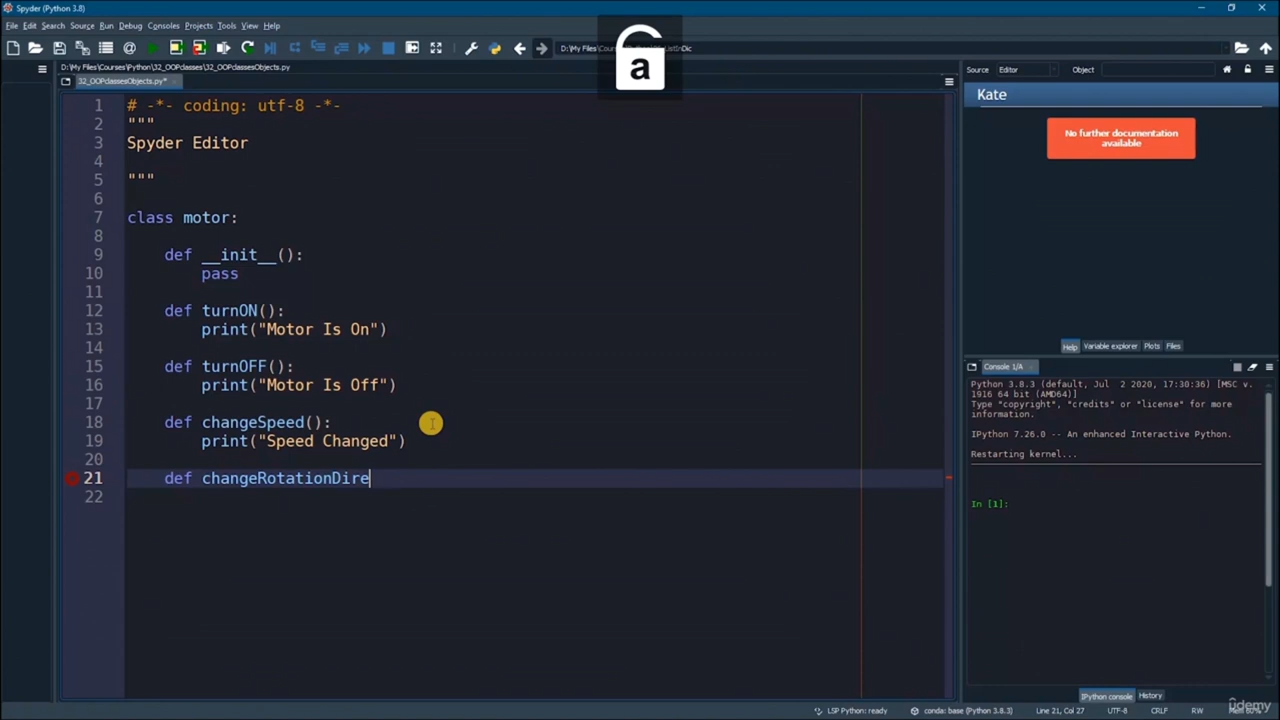 Spyder (Python 3.8)
File Edit Search Source Run Debug Consoles Projects Tools View Help
a
D:\My Files\Cours
D:\My Files\Courses\Python\32_OOPclasses\32_OOPclassesObjects.py
32_OOPclassesObjects.py*
Source Editor Object
1 # -*- coding: utf-8 -*-
2 """
3 Spyder Editor
4
5 """
6
7 class motor:
8
9 def __init__():
10 pass
11
12 def turnON():
13 print("Motor Is On")
14
15 def turnOFF():
16 print("Motor Is Off")
17
18 def changeSpeed():
19 print("Speed Changed")
20
21 def changeRotationDire
22
Kate
No further documentation
available
Help Variable explorer Plots Files
Console 1/A
Python 3.8.3 (default, Jul 2 2020, 17:30:36) [MSC v.
1916 64 bit (AMD64)]
Type "copyright", "credits" or "license" for more
information.
IPython 7.26.0 -- An enhanced Interactive Python.
Restarting kernel...
In [1]:
IPython console History
LSP Python: ready conda: base (Python 3.8.3) Line 21, Col 27 UTF-8 CRLF RW
ûdemy